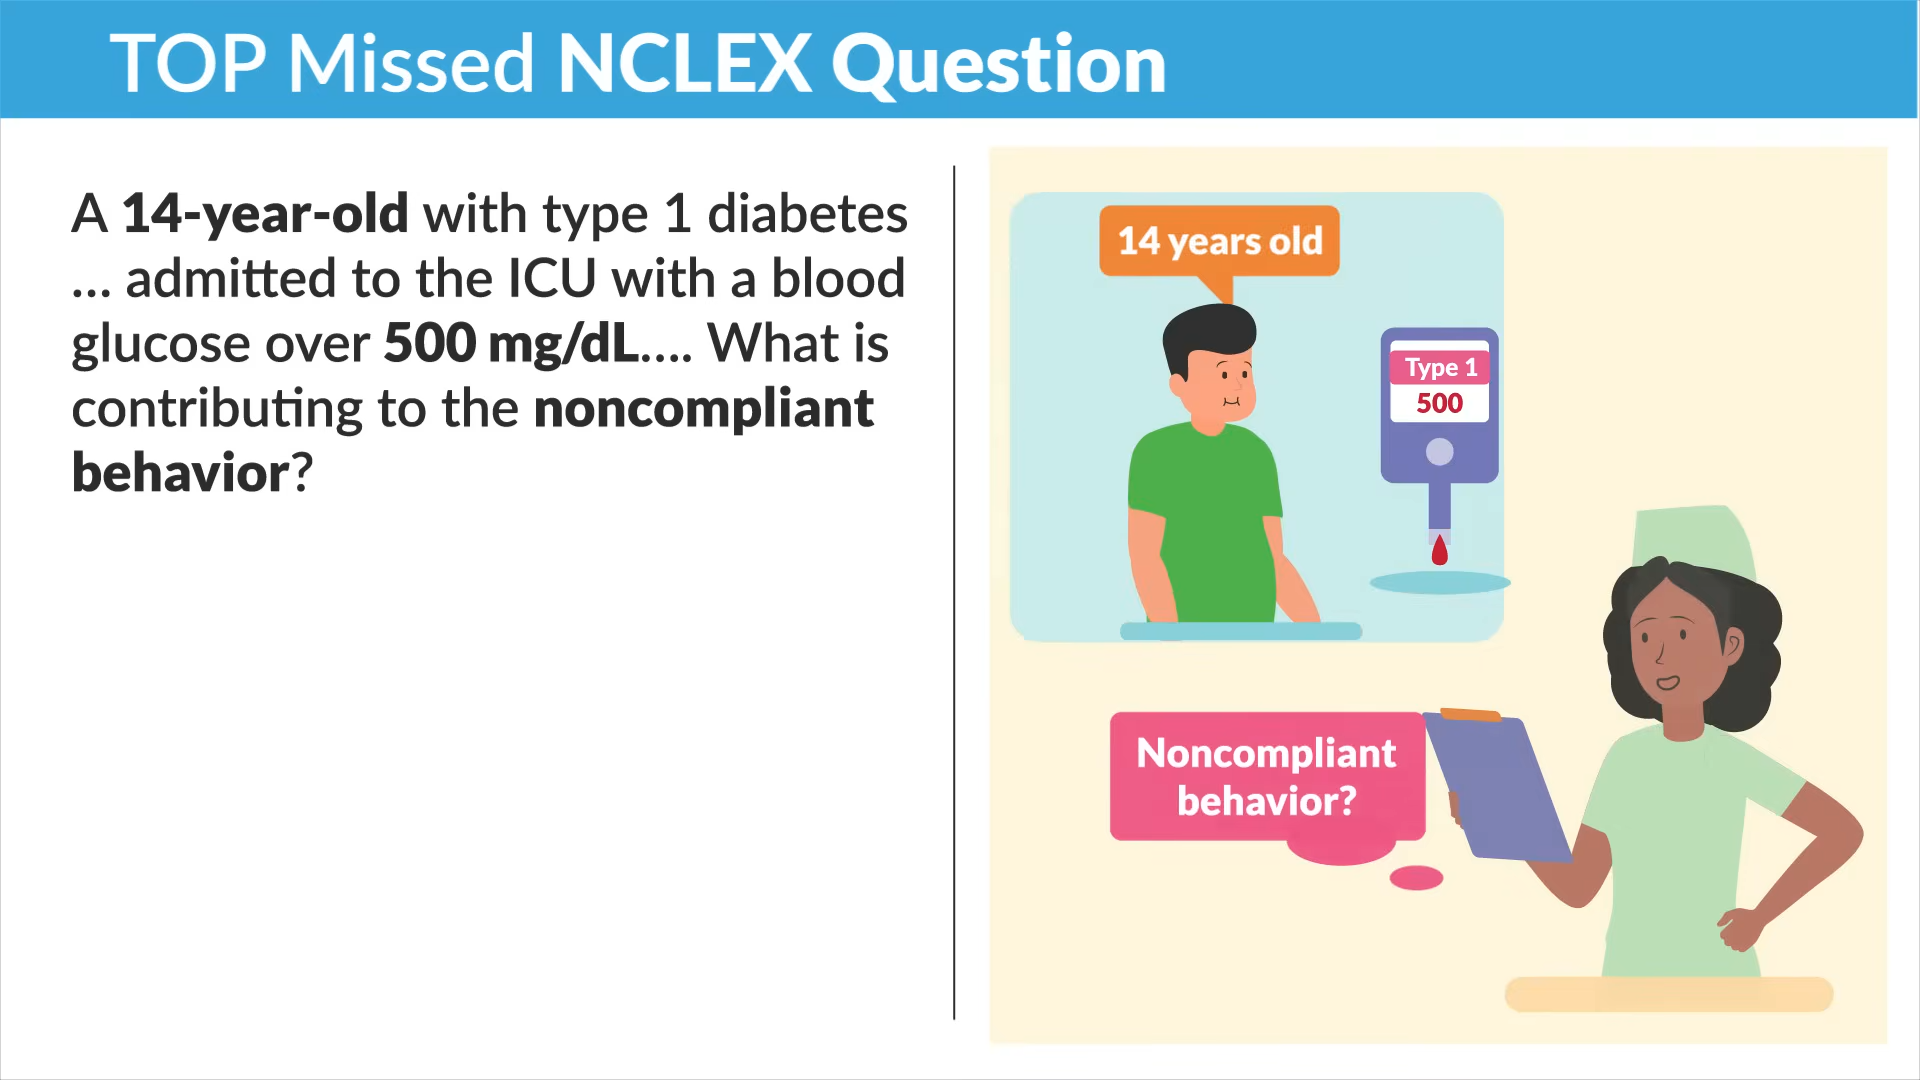 TOP Missed NCLEX Question
A 14-year-old with type 1 diabetes
... admitted to the ICU with a blood
glucose over 500 mg/dL.... What is
contributing to the noncompliant
behavior?
14 years old
Type 1
500
Noncompliant
behavior?